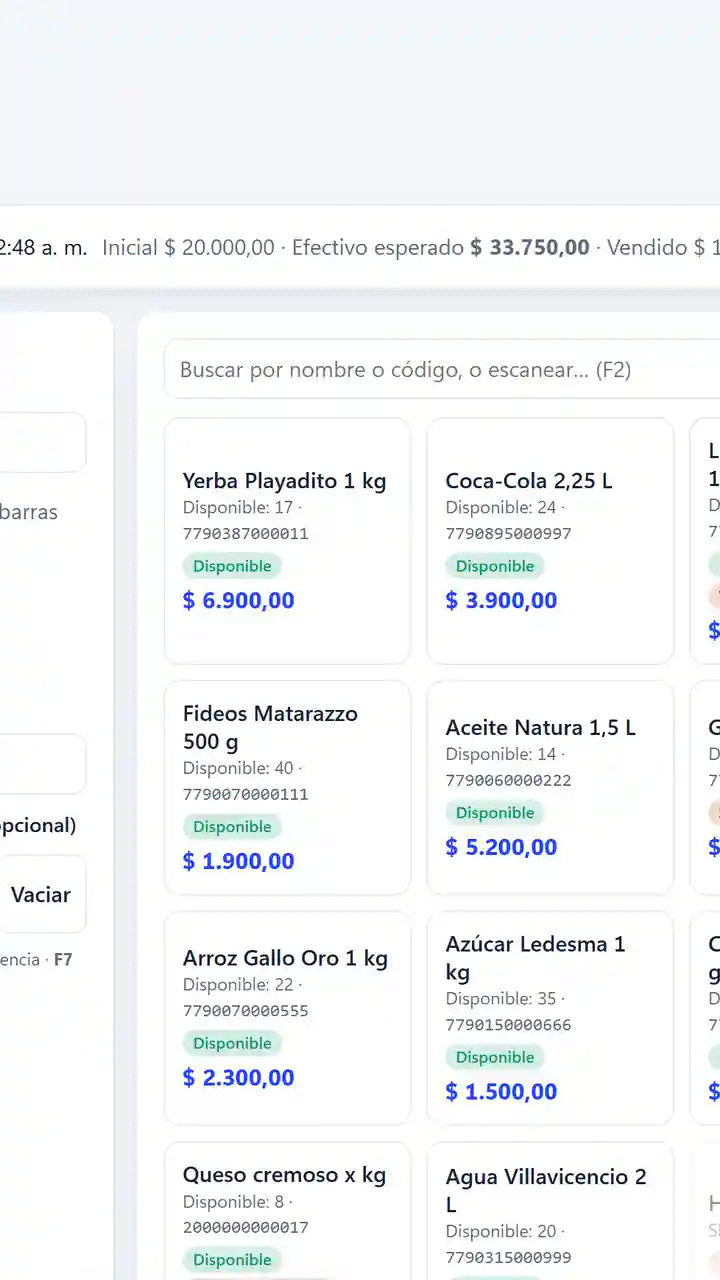 2:48 a. m. Inicial $ 20.000,00 · Efectivo esperado $ 33.750,00 · Vendido $ 1
Buscar por nombre o código, o escanear... (F2)
barras
pcional)
Vaciar
encia · F7
Yerba Playadito 1 kg
Disponible: 17 ·
7790387000011
Disponible
$ 6.900,00
Coca-Cola 2,25 L
Disponible: 24 ·
7790895000997
Disponible
$ 3.900,00
L
1
D
7
$
Fideos Matarazzo
500 g
Disponible: 40 ·
7790070000111
Disponible
$ 1.900,00
Aceite Natura 1,5 L
Disponible: 14 ·
7790060000222
Disponible
$ 5.200,00
G
D
7
$
Arroz Gallo Oro 1 kg
Disponible: 22 ·
7790070000555
Disponible
$ 2.300,00
Azúcar Ledesma 1
kg
Disponible: 35 ·
7790150000666
Disponible
$ 1.500,00
g
D
7
$
Queso cremoso x kg
Disponible: 8 ·
2000000000017
Disponible
Agua Villavicencio 2
L
Disponible: 20 ·
7790315000999